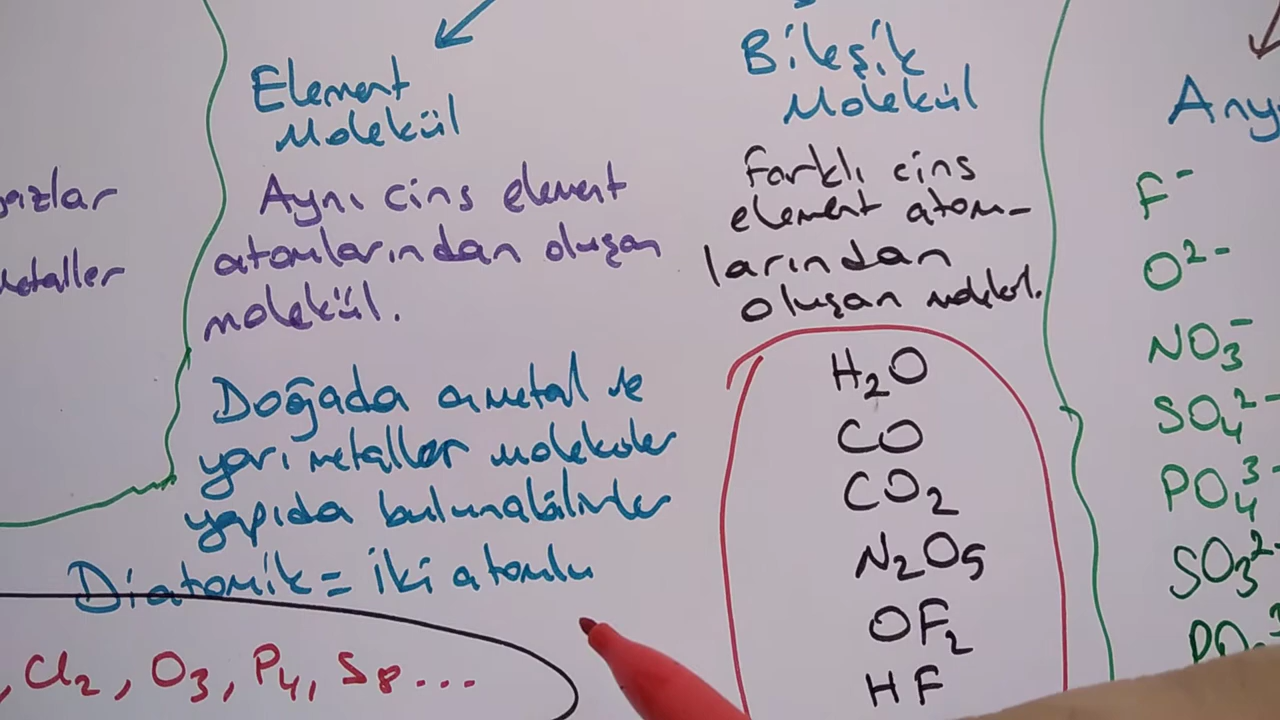 Element
Molekül
Aynı cins element
atomlarından oluşan
molekül.
Doğada ametal ve
yarı metaller moleküler
yapıda bulunabilirler
Diatomik = iki atomlu
, Cl₂, O₃, P₄, S₈...
Bileşik
Molekül
Farklı cins
element atom-
larından
oluşan molekül.
H₂O
CO
CO₂
N₂O₅
OF₂
HF
gazlar
Metaller
Any
F⁻
O²⁻
NO₃⁻
SO₄²⁻
PO₄³⁻
SO₃²⁻